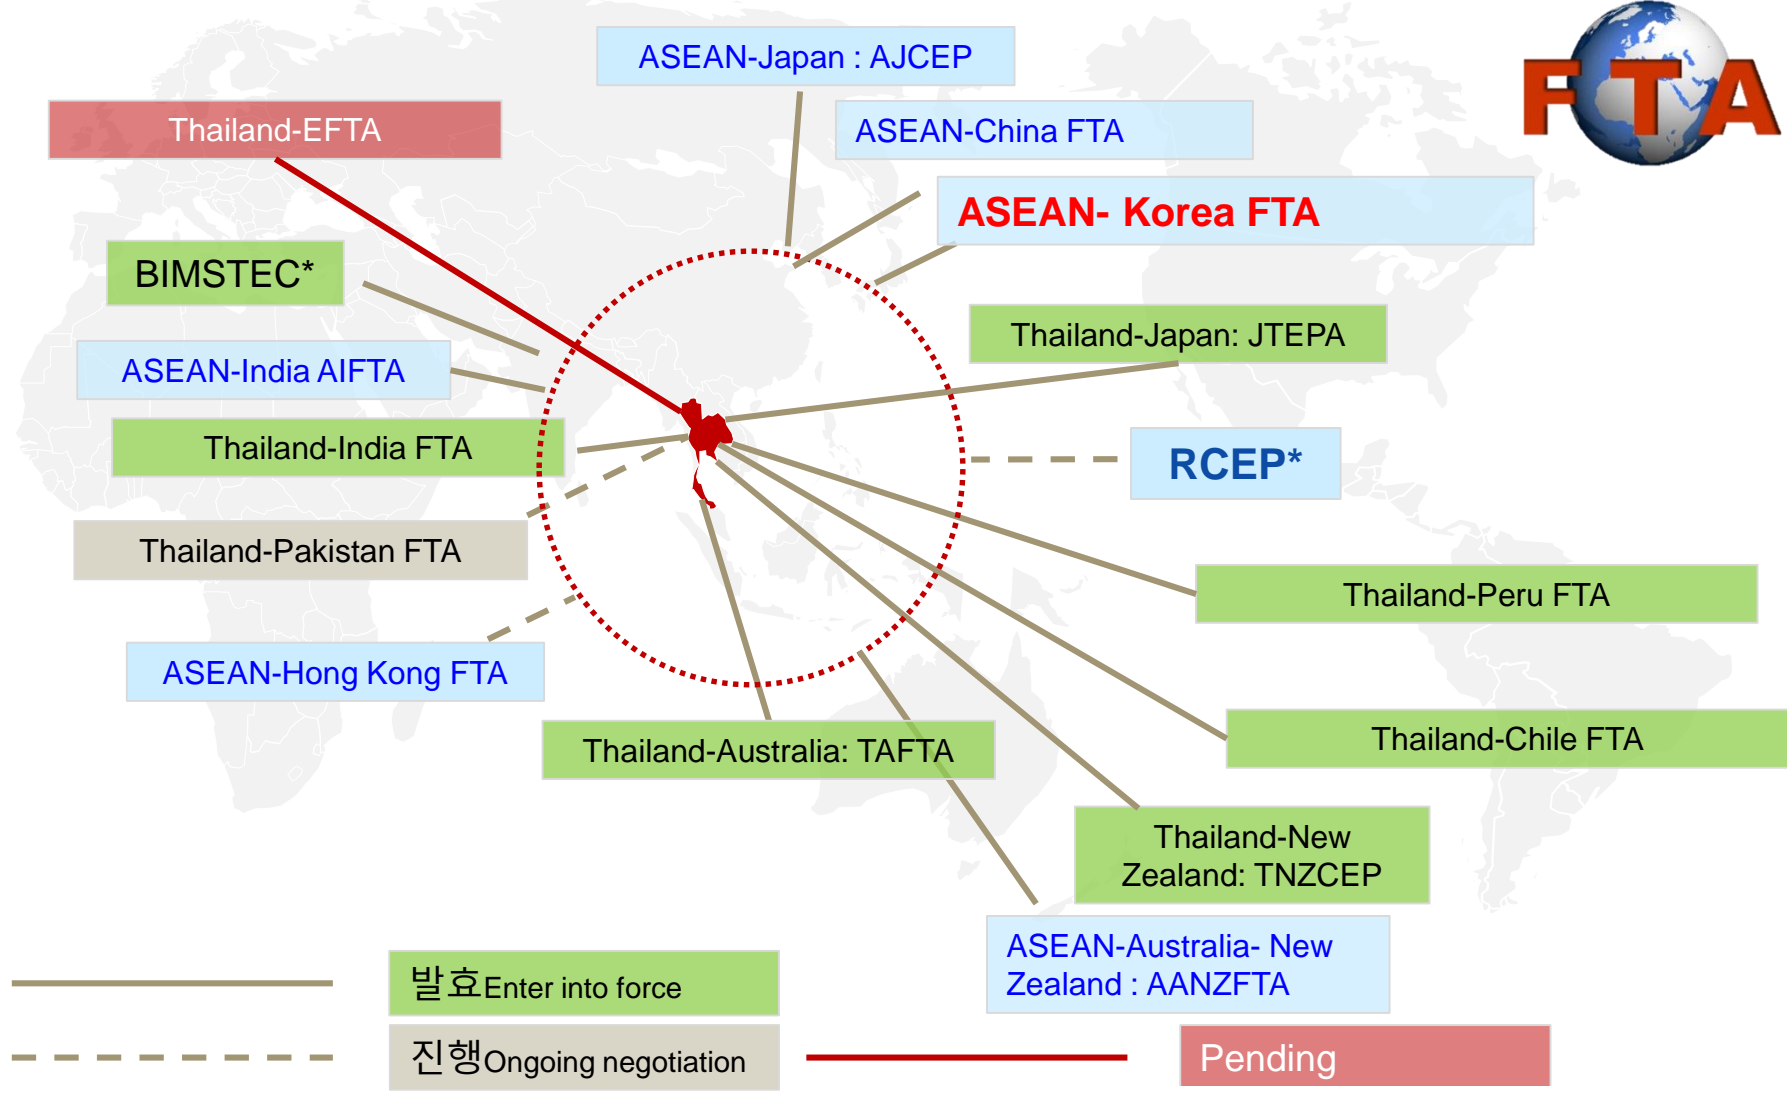 FTA
ASEAN-Japan : AJCEP
Thailand-EFTA
ASEAN-China FTA
ASEAN- Korea FTA
BIMSTEC*
Thailand-Japan: JTEPA
ASEAN-India AIFTA
Thailand-India FTA
RCEP*
Thailand-Pakistan FTA
Thailand-Peru FTA
ASEAN-Hong Kong FTA
Thailand-Australia: TAFTA
Thailand-Chile FTA
Thailand-New
Zealand: TNZCEP
ASEAN-Australia- New
Zealand : AANZFTA
발효Enter into force
진행Ongoing negotiation
Pending